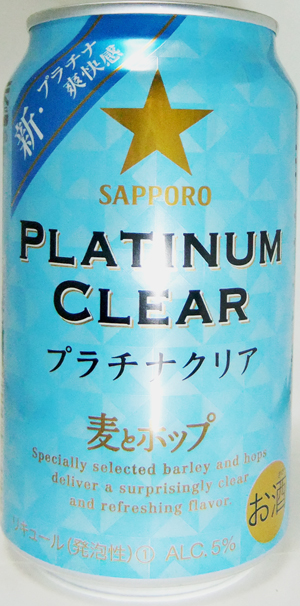 新・プラチナ
爽快感
SAPPORO
PLATINUM
CLEAR
プラチナクリア
麦とホップ
Specially selected barley and hops
deliver a surprisingly clear
and refreshing flavor.
お酒
リキュール(発泡性)① ALC.5%